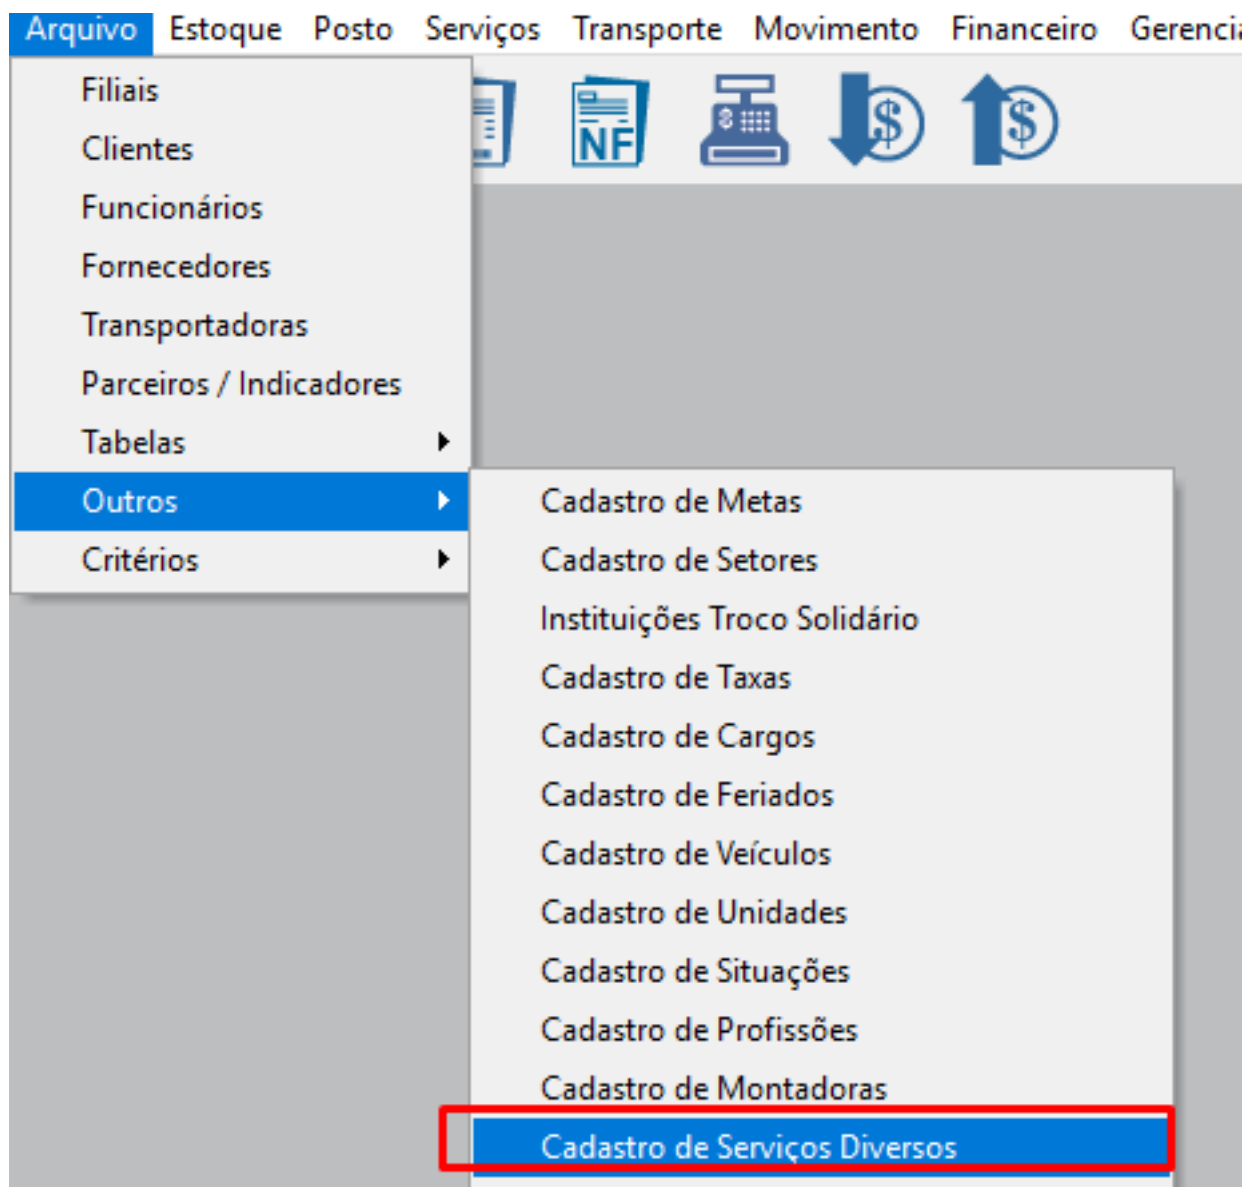 Arquivo Estoque Posto Serviços Transporte Movimento Financeiro
Filiais
Clientes
Funcionários
Fornecedores
Transportadoras
Parceiros / Indicadores
Tabelas
Outros
Critérios
NF
$
$
Cadastro de Metas
Cadastro de Setores
Instituições Troco Solidário
Cadastro de Taxas
Cadastro de Cargos
Cadastro de Feriados
Cadastro de Veículos
Cadastro de Unidades
Cadastro de Situações
Cadastro de Profissões
Cadastro de Montadoras
Cadastro de Serviços Diversos